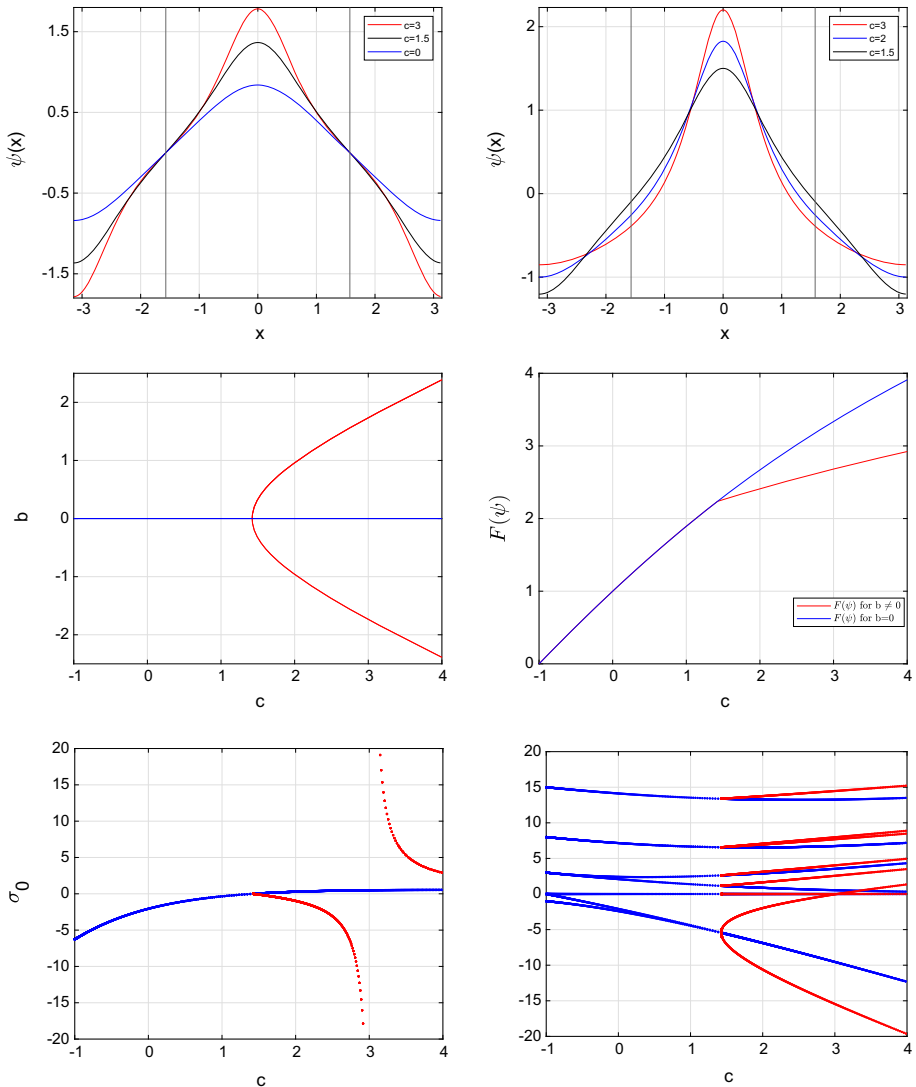 1.5
0.5
-0.5
-1.5
ψ(x)
-3 -2 -1 0 1 2 3
x
c=3
c=1.5
c=0
2
1
0
-1
ψ(x)
-3 -2 -1 0 1 2 3
x
c=3
c=2
c=1.5
2
1
0
-1
-2
b
-1 0 1 2 3 4
c
4
3
2
1
0
F(ψ)
-1 0 1 2 3 4
c
F(ψ) for b ≠ 0
F(ψ) for b=0
20
15
10
5
0
-5
-10
-15
-20
σ0
-1 0 1 2 3 4
c
20
15
10
5
0
-5
-10
-15
-20
-1 0 1 2 3 4
c